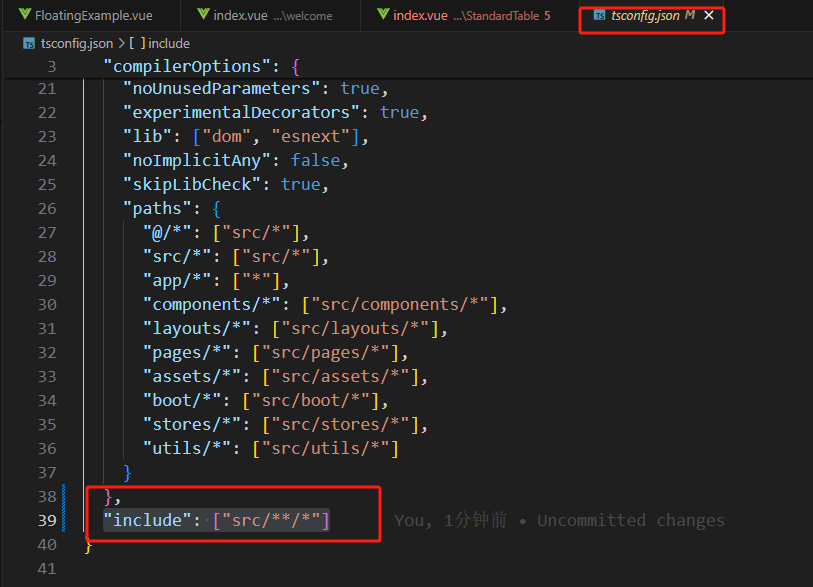 FloatingExample.vue index.vue ...\welcome index.vue ...\StandardTable 5 TS tsconfig.json M ×
TS tsconfig.json > [ ] include
3 "compilerOptions": {
21 "noUnusedParameters": true,
22 "experimentalDecorators": true,
23 "lib": ["dom", "esnext"],
24 "noImplicitAny": false,
25 "skipLibCheck": true,
26 "paths": {
27 "@/*": ["src/*"],
28 "src/*": ["src/*"],
29 "app/*": ["*"],
30 "components/*": ["src/components/*"],
31 "layouts/*": ["src/layouts/*"],
32 "pages/*": ["src/pages/*"],
33 "assets/*": ["src/assets/*"],
34 "boot/*": ["src/boot/*"],
35 "stores/*": ["src/stores/*"],
36 "utils/*": ["src/utils/*"]
37 }
38 },
39 "include": ["src/**/*"] You, 1分钟前 • Uncommitted changes
40 }
41